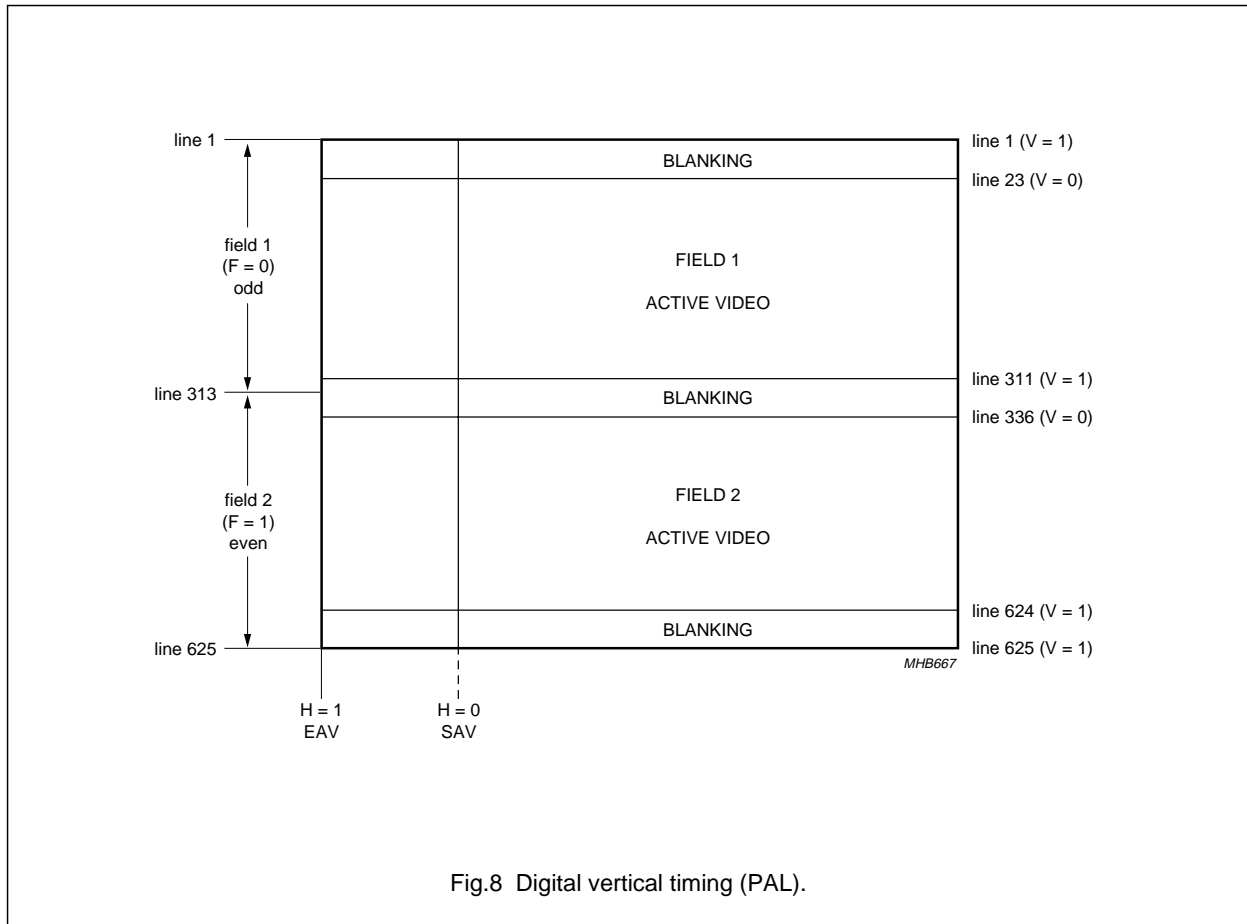 line 1
line 1 (V = 1)
BLANKING
line 23 (V = 0)
field 1
(F = 0)
odd
FIELD 1
ACTIVE VIDEO
line 311 (V = 1)
line 313
BLANKING
line 336 (V = 0)
field 2
(F = 1)
even
FIELD 2
ACTIVE VIDEO
line 624 (V = 1)
BLANKING
line 625
line 625 (V = 1)
MHB667
H = 1
EAV
H = 0
SAV
Fig.8 Digital vertical timing (PAL).